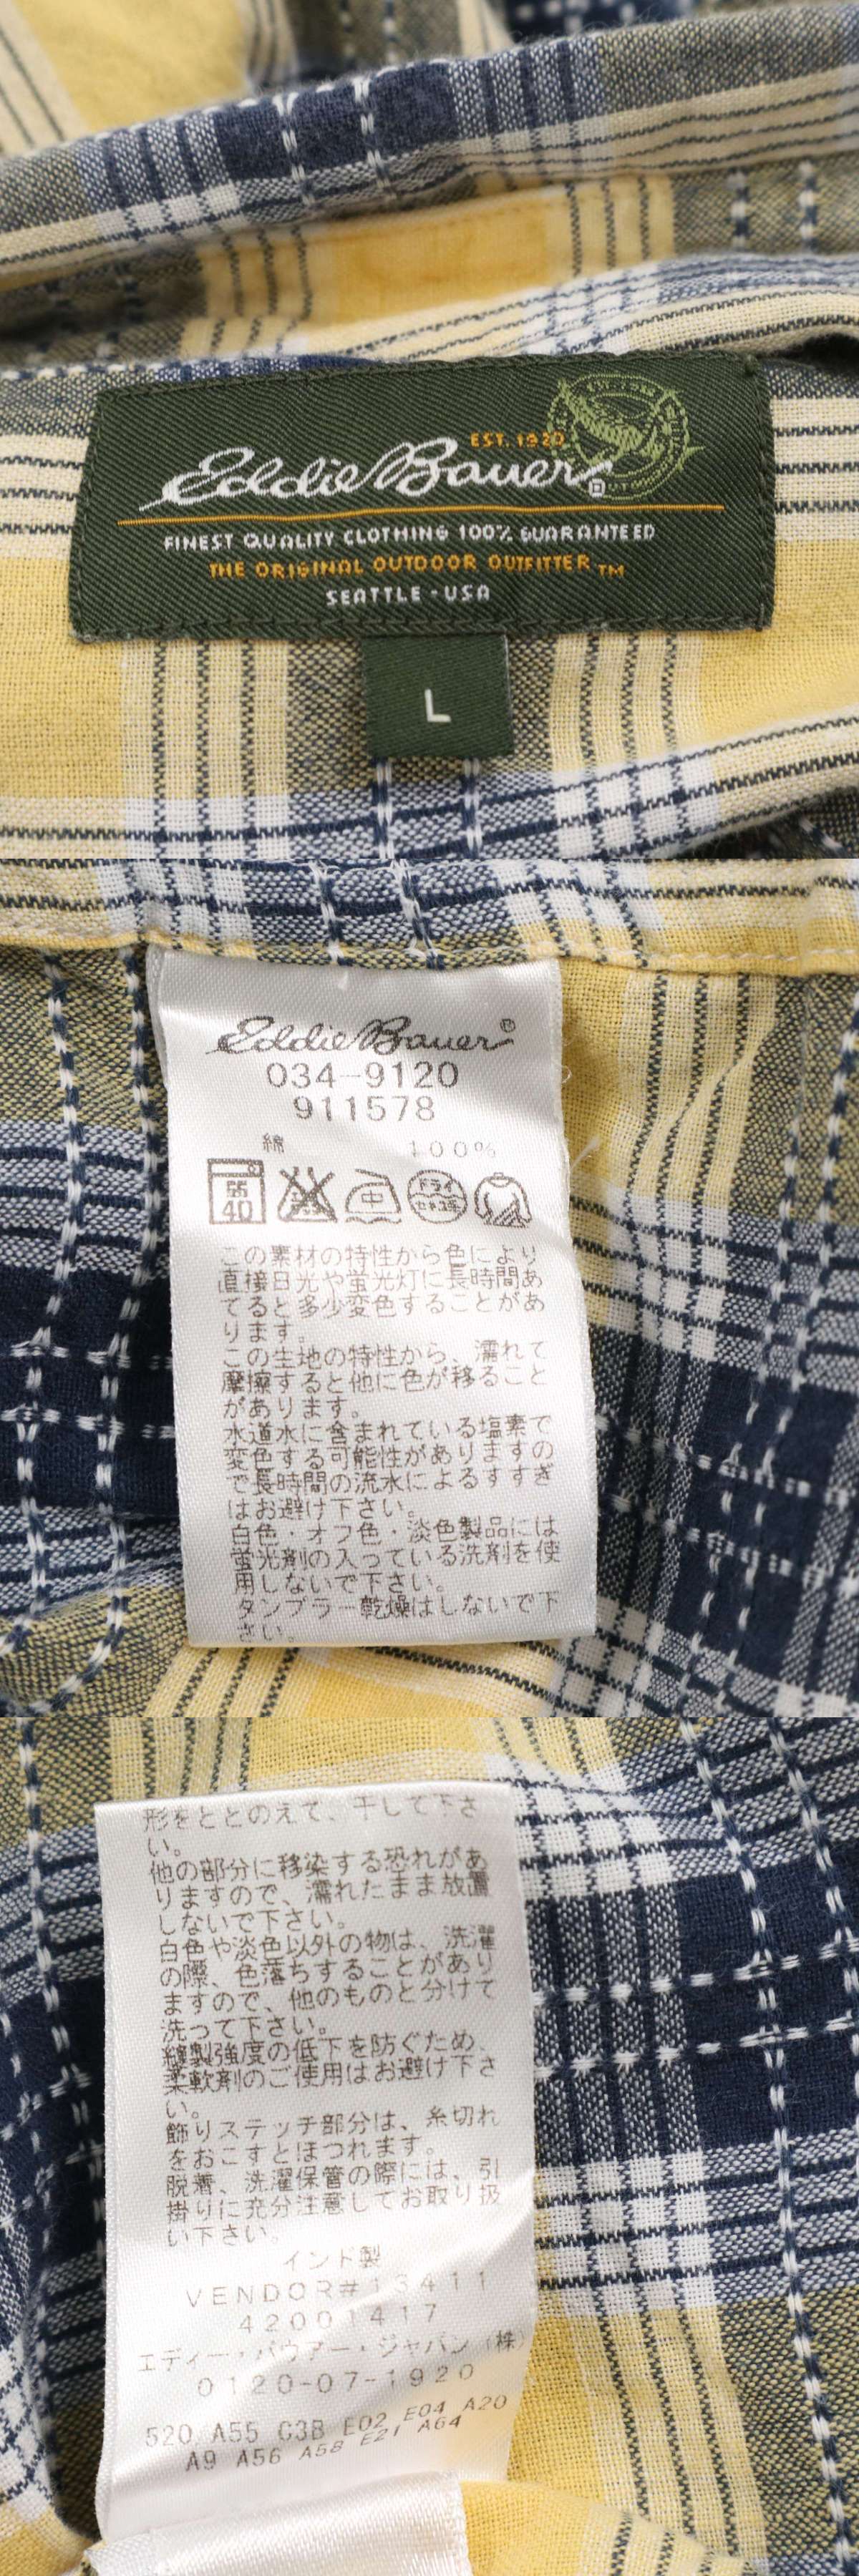 EST. 1920
Eddie Bauer
FINEST QUALITY CLOTHING 100% GUARANTEED
THE ORIGINAL OUTDOOR OUTFITTER TM
SEATTLE - USA
L
Eddie Bauer®
034-9120
911578
綿 100%
40 中 ドライ
この素材の特性から色により
直接日光や蛍光灯に長時間あ
てると多少変色することがあ
ります。
この生地の特性から、濡れて
摩擦すると他に色が移ること
があります。
水道水に含まれている塩素で
変色する可能性がありますの
で長時間の流水によるすすぎ
はお避け下さい。
白色・オフ色・淡色製品には
蛍光剤の入っている洗剤を使
用しないで下さい。
タンブラー乾燥はしないで下
さい。
形をととのえて、干して下さ
い。
他の部分に移染する恐れがあ
りますので、濡れたまま放置
しないで下さい。
白色や淡色以外の物は、洗濯
の際、色落ちすることがあり
ますので、他のものと分けて
洗って下さい。
縫製強度の低下を防ぐため、
柔軟剤のご使用はお避け下さ
い。
飾りステッチ部分は、糸切れ
をおこすとほつれます。
脱着、洗濯保管の際には、引
掛りに充分注意してお取り扱
い下さい。
インド製
VENDOR#13411
42001417
エディー・バウアー・ジャパン(株)
0120-07-1920
520 A55 C3B E02 E04 A20
A9 A56 A58 E21 A64